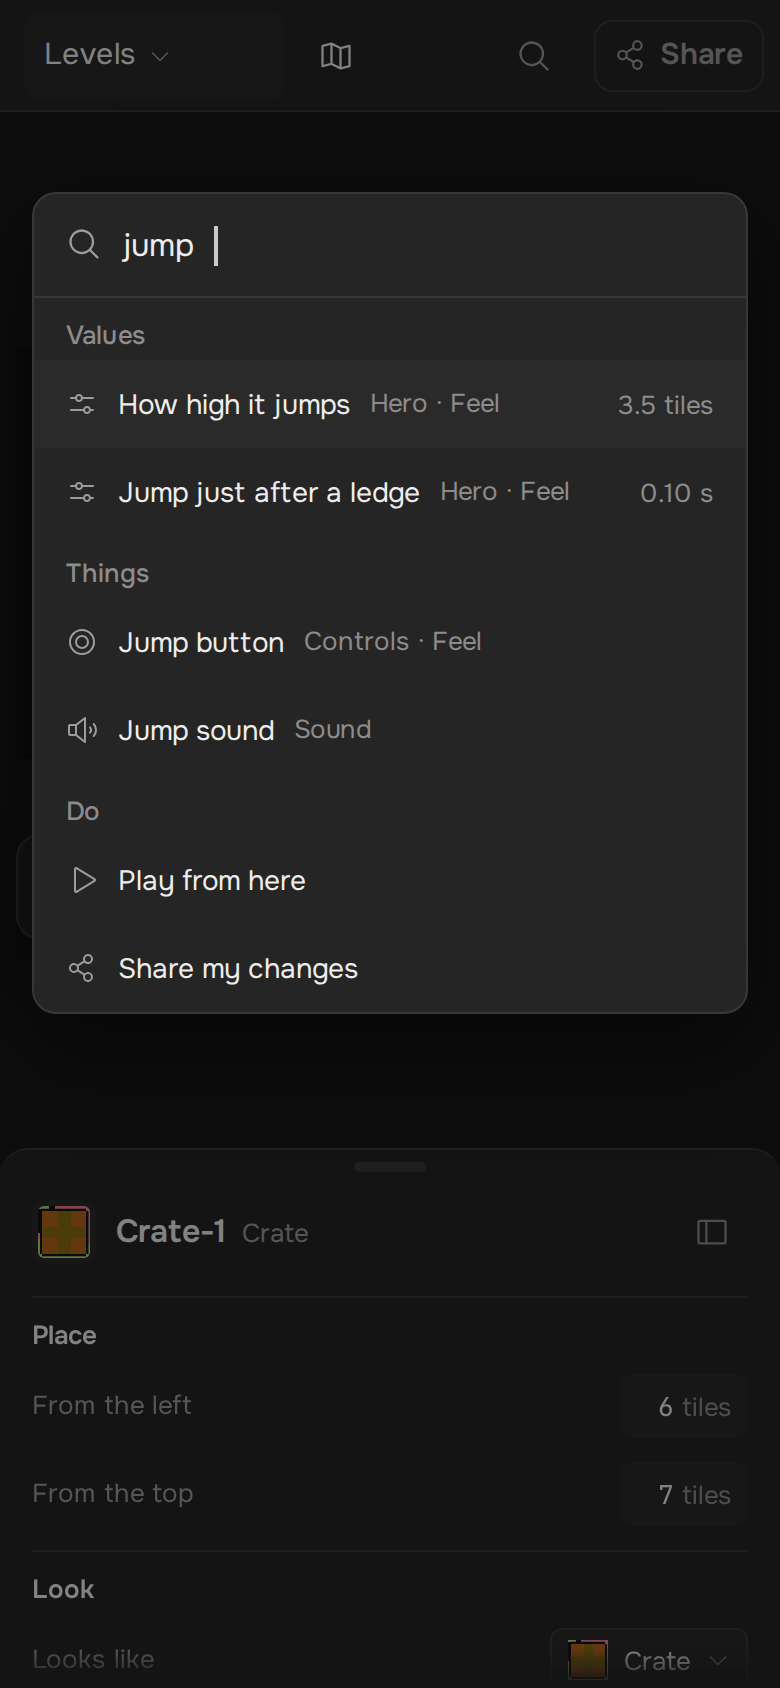 Levels
Share
jump
Values
How high it jumps Hero · Feel 3.5 tiles
Jump just after a ledge Hero · Feel 0.10 s
Things
Jump button Controls · Feel
Jump sound Sound
Do
Play from here
Share my changes
Crate-1 Crate
Place
From the left 6 tiles
From the top 7 tiles
Look
Looks like Crate